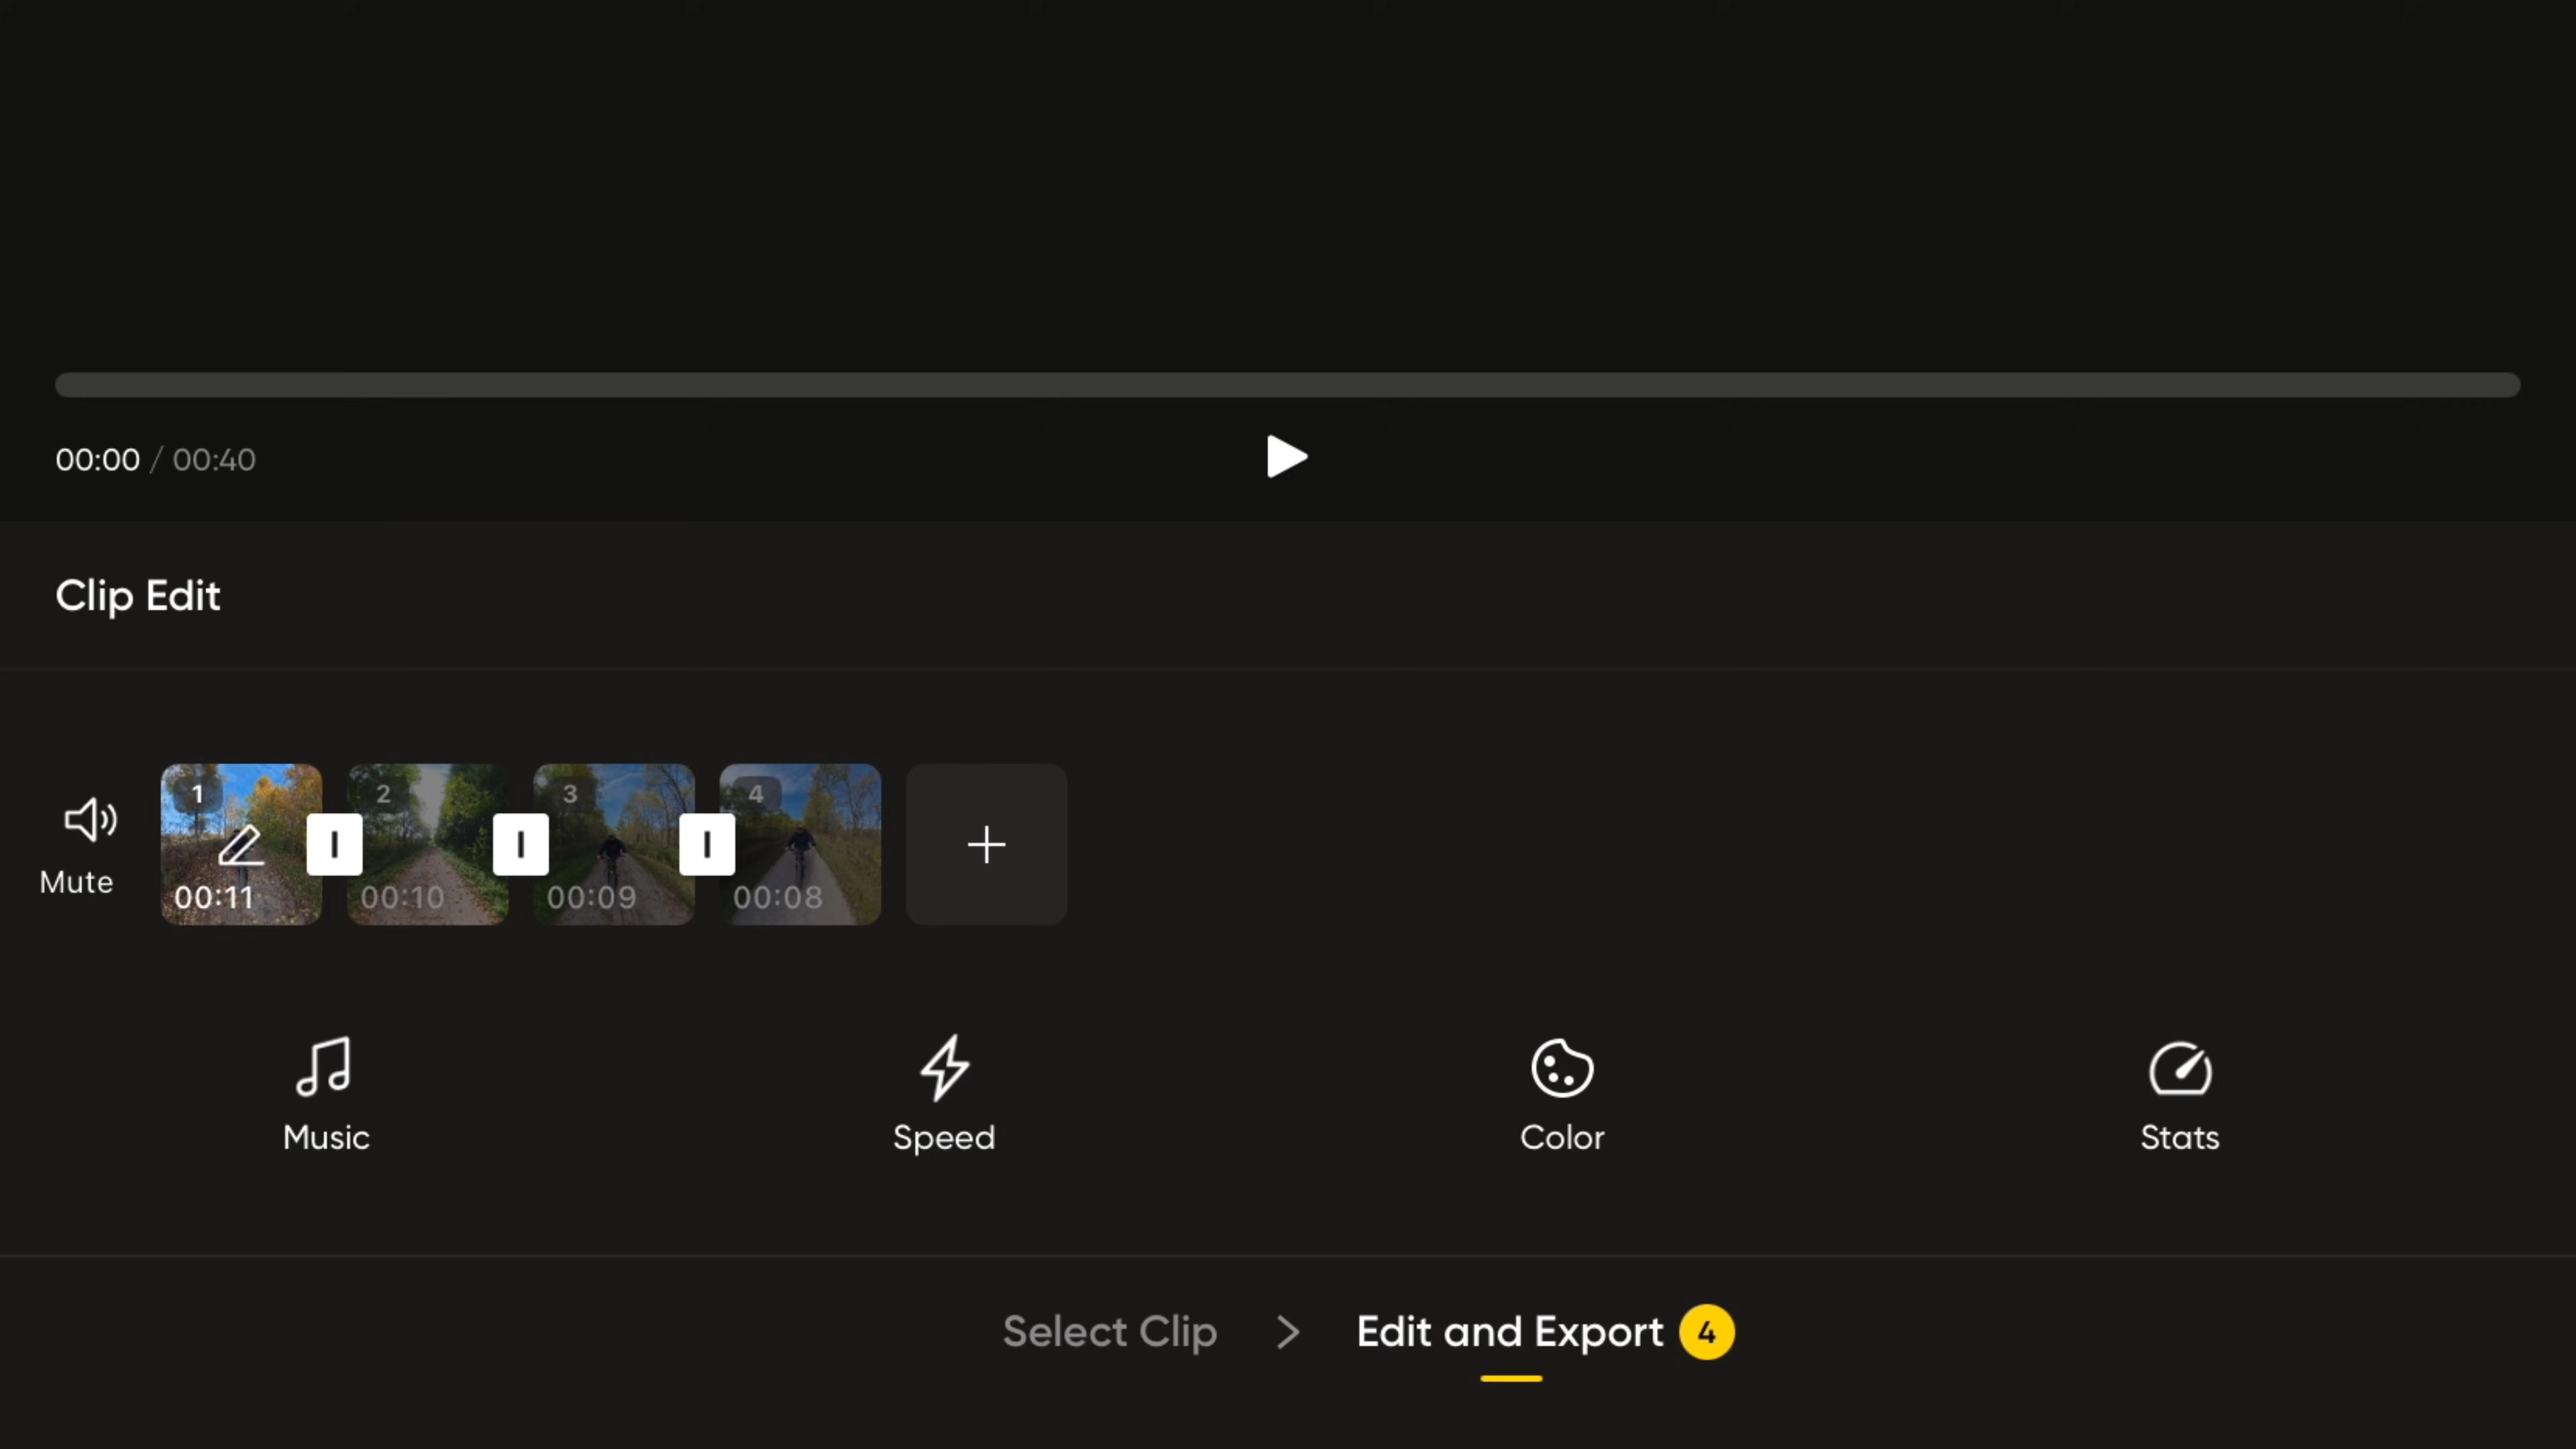 00:00 / 00:40
Clip Edit
Mute
1
00:11
2
00:10
3
00:09
4
00:08
Music
Speed
Color
Stats
Select Clip > Edit and Export 4